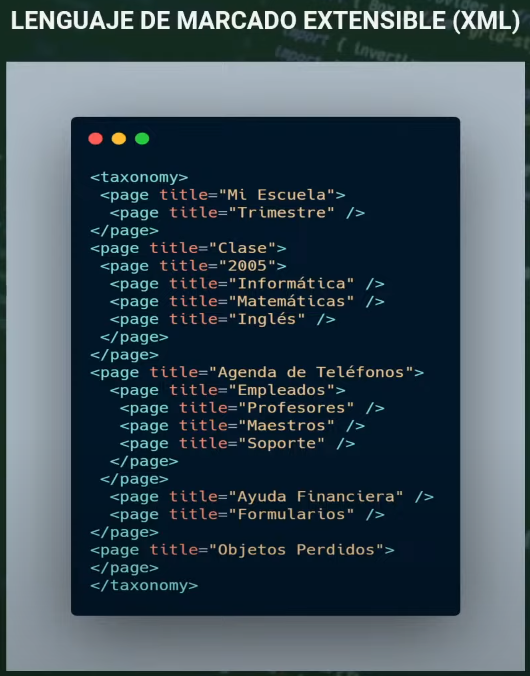 LENGUAJE DE MARCADO EXTENSIBLE (XML)
<taxonomy>
<page title="Mi Escuela">
<page title="Trimestre" />
</page>
<page title="Clase">
<page title="2005">
<page title="Informática" />
<page title="Matemáticas" />
<page title="Inglés" />
</page>
</page>
<page title="Agenda de Teléfonos">
<page title="Empleados">
<page title="Profesores" />
<page title="Maestros" />
<page title="Soporte" />
</page>
</page>
<page title="Ayuda Financiera" />
<page title="Formularios" />
</page>
<page title="Objetos Perdidos">
</page>
</taxonomy>